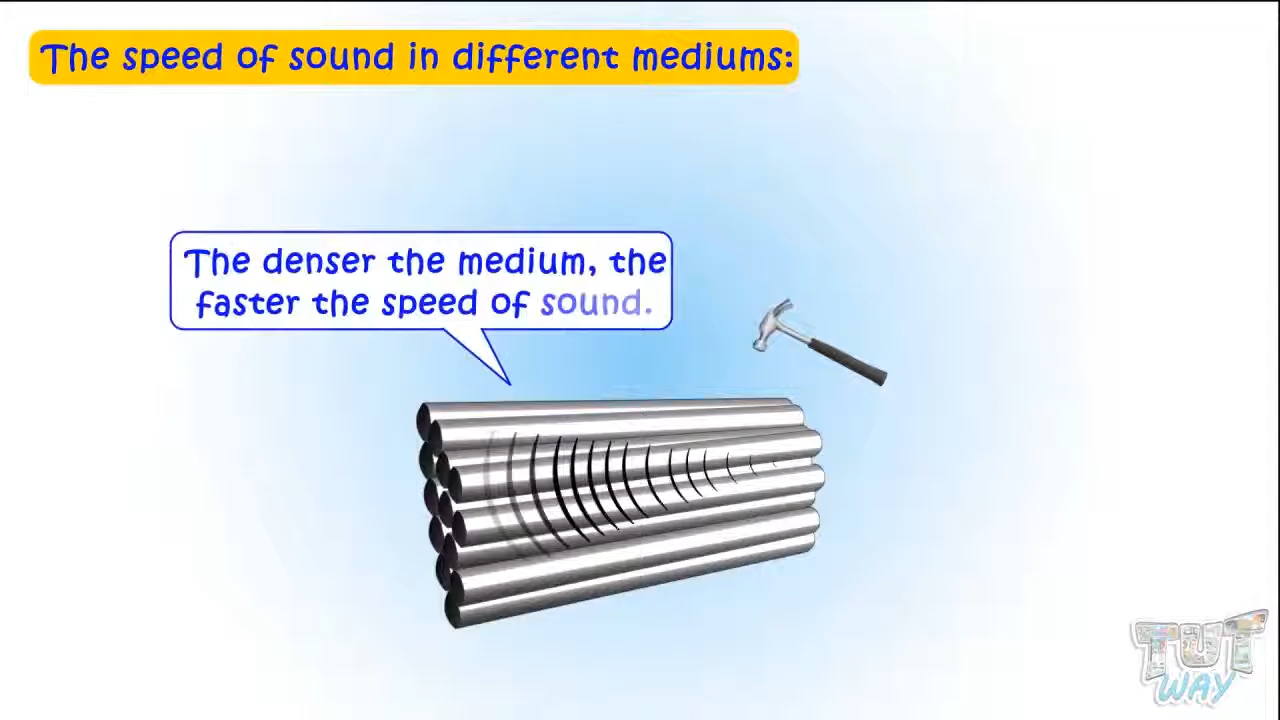 The speed of sound in different mediums:
The denser the medium, the
faster the speed of sound.
TUT
WAY